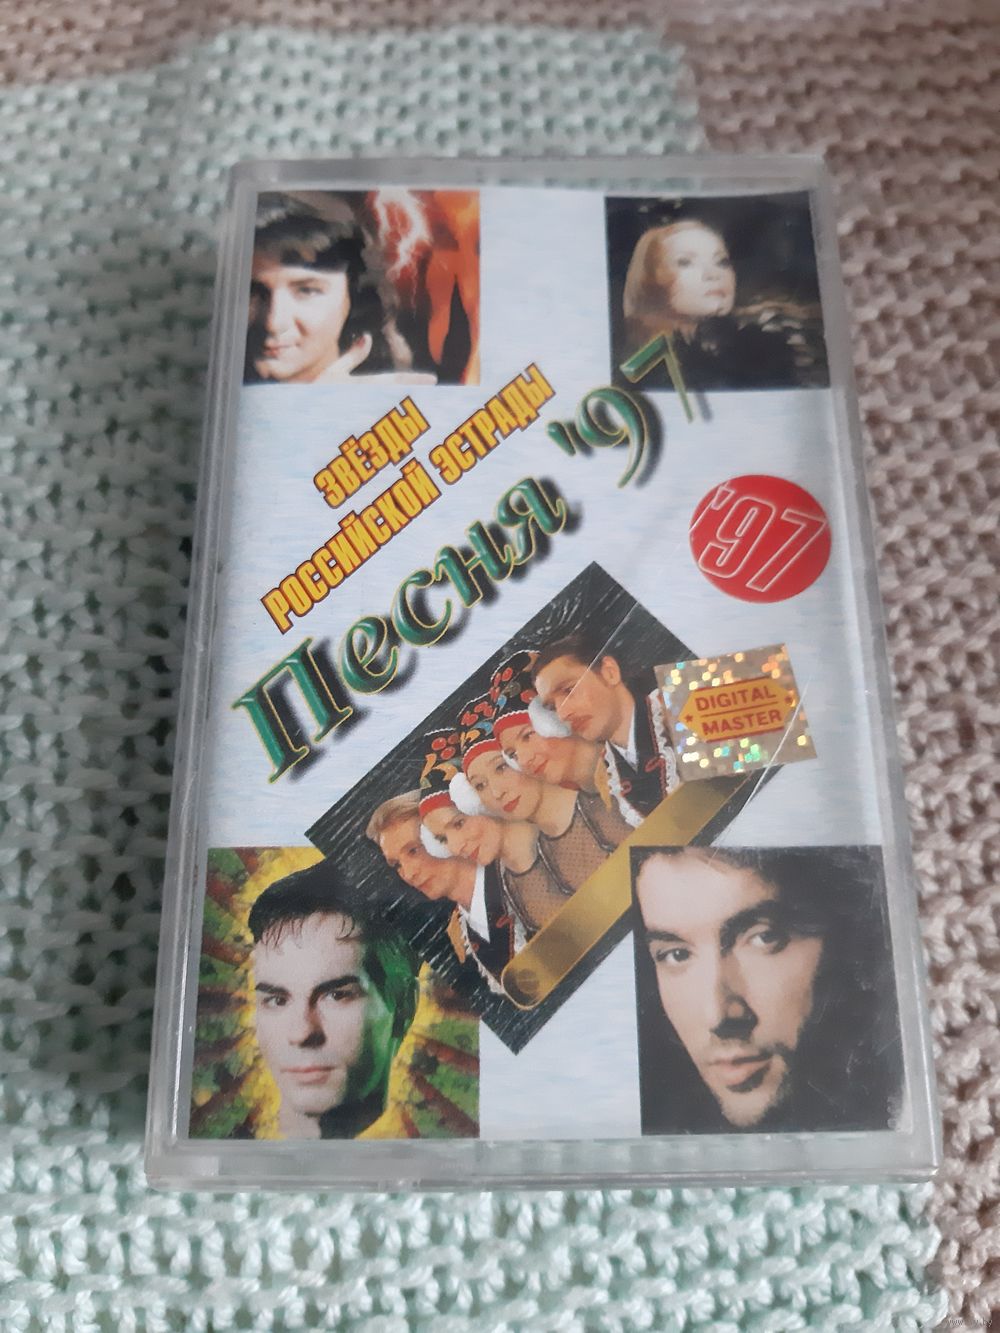 ЗВЁЗДЫ
РОССИЙСКОЙ ЭСТРАДЫ
Песня '97
'97
DIGITAL
MASTER